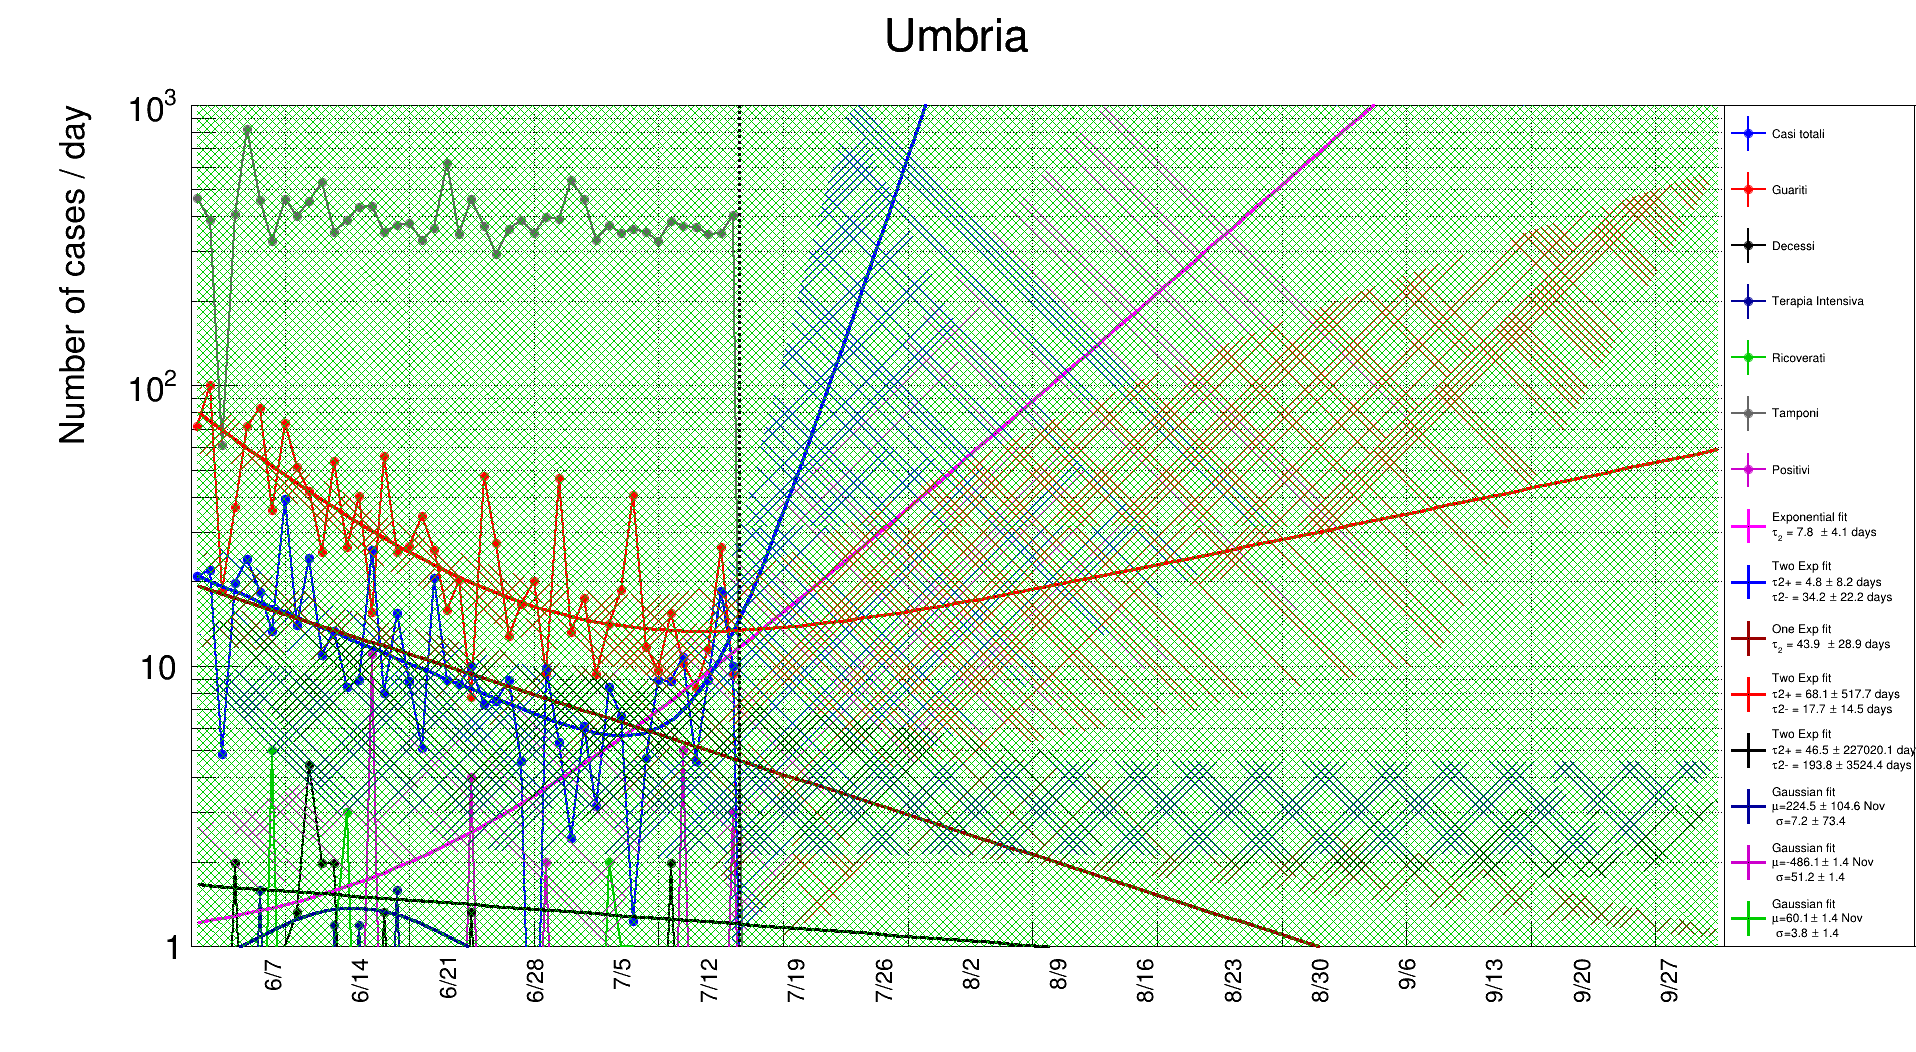 Umbria
Number of cases / day
10³
10²
10
1
6/7
6/14
6/21
6/28
7/5
7/12
7/19
7/26
8/2
8/9
8/16
8/23
8/30
9/6
9/13
9/20
9/27
Casi totali
Guariti
Decessi
Terapia Intensiva
Ricoverati
Tamponi
Positivi
Exponential fit
τ₂ = 7.8 ± 4.1 days
Two Exp fit
τ2+ = 4.8 ± 8.2 days
τ2- = 34.2 ± 22.2 days
One Exp fit
τ₂ = 43.9 ± 28.9 days
Two Exp fit
τ2+ = 68.1 ± 517.7 days
τ2- = 17.7 ± 14.5 days
Two Exp fit
τ2+ = 46.5 ± 227020.1 day
τ2- = 193.8 ± 3524.4 days
Gaussian fit
μ=224.5 ± 104.6 Nov
σ=7.2 ± 73.4
Gaussian fit
μ=-486.1 ± 1.4 Nov
σ=51.2 ± 1.4
Gaussian fit
μ=60.1 ± 1.4 Nov
σ=3.8 ± 1.4